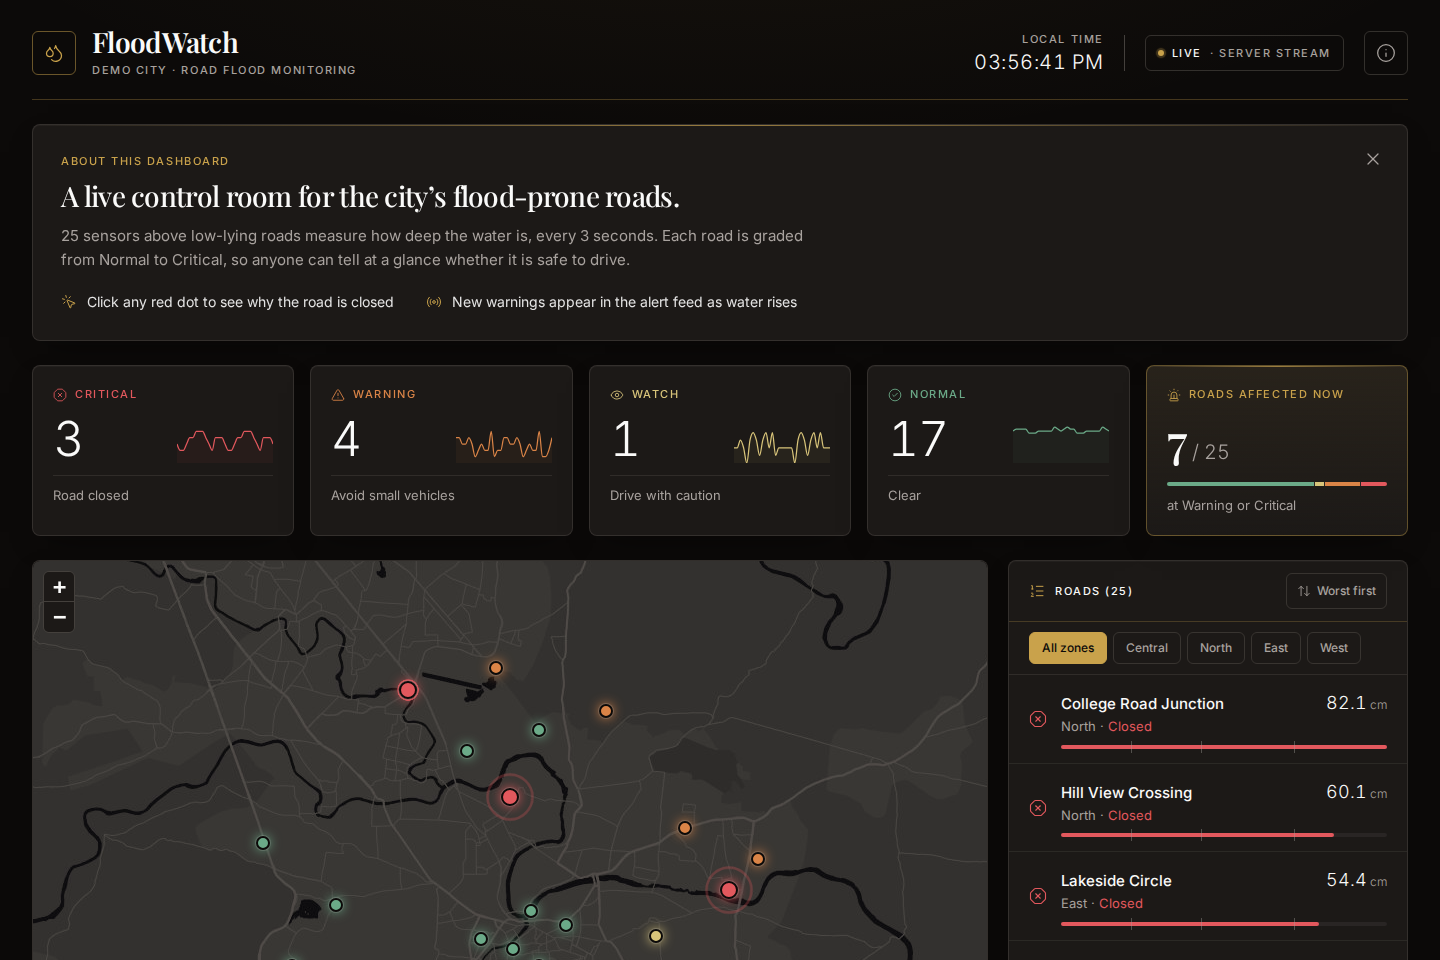 FloodWatch
DEMO CITY · ROAD FLOOD MONITORING
LOCAL TIME
03:56:41 PM
LIVE · SERVER STREAM
ABOUT THIS DASHBOARD
A live control room for the city’s flood-prone roads.
25 sensors above low-lying roads measure how deep the water is, every 3 seconds. Each road is graded
from Normal to Critical, so anyone can tell at a glance whether it is safe to drive.
Click any red dot to see why the road is closed
New warnings appear in the alert feed as water rises
CRITICAL
3
Road closed
WARNING
4
Avoid small vehicles
WATCH
1
Drive with caution
NORMAL
17
Clear
ROADS AFFECTED NOW
7 / 25
at Warning or Critical
+
−
ROADS (25)
Worst first
All zones
Central
North
East
West
College Road Junction
82.1 cm
North · Closed
Hill View Crossing
60.1 cm
North · Closed
Lakeside Circle
54.4 cm
East · Closed